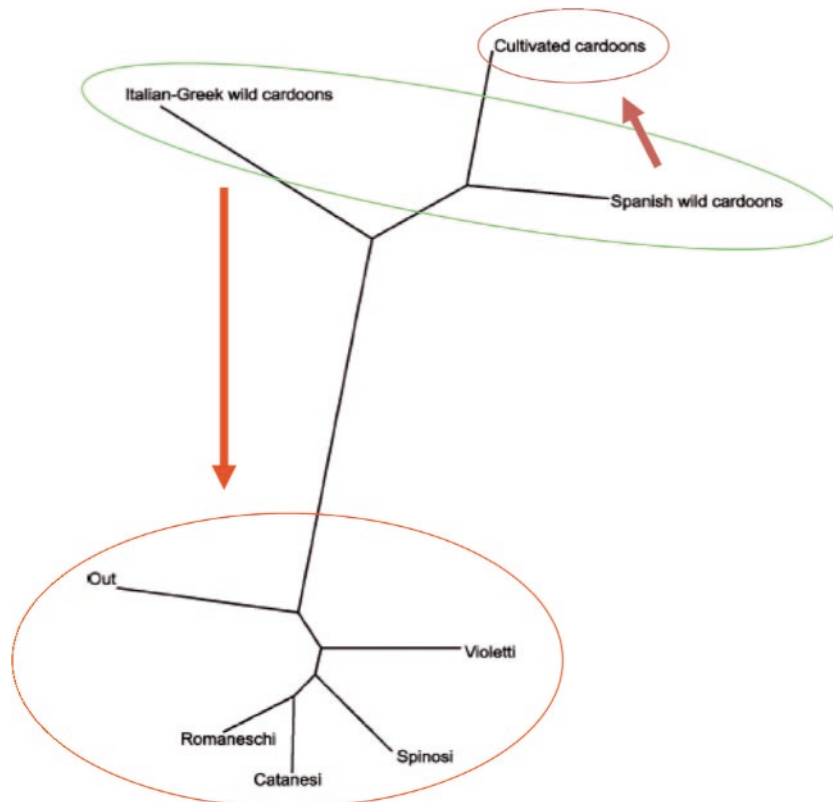 Cultivated cardoons
Italian-Greek wild cardoons
Spanish wild cardoons
Out
Violetti
Romaneschi
Spinosi
Catanesi